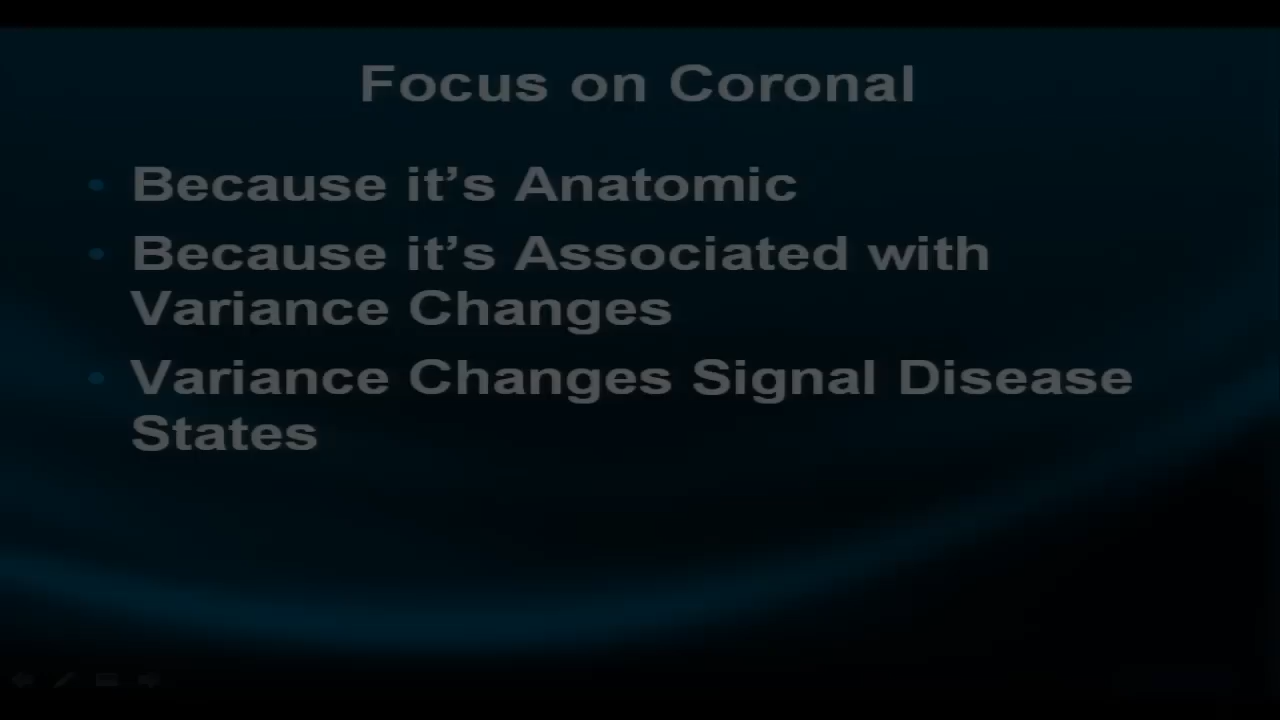 Focus on Coronal
• Because it's Anatomic
• Because it's Associated with
Variance Changes
• Variance Changes Signal Disease
States